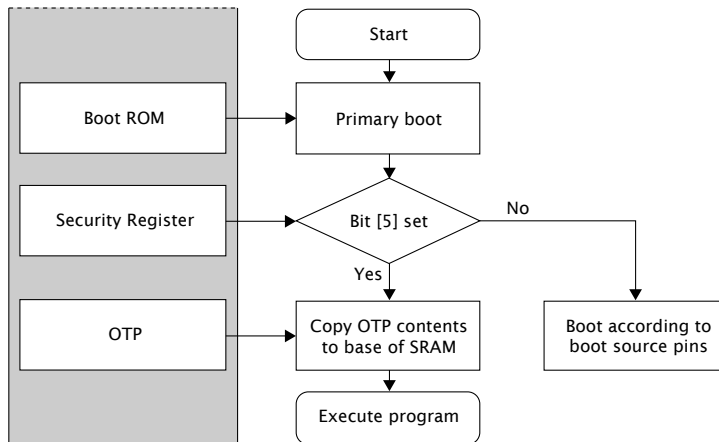 Start
Boot ROM
Primary boot
Security Register
Bit [5] set
No
Yes
OTP
Copy OTP contents
to base of SRAM
Boot according to
boot source pins
Execute program